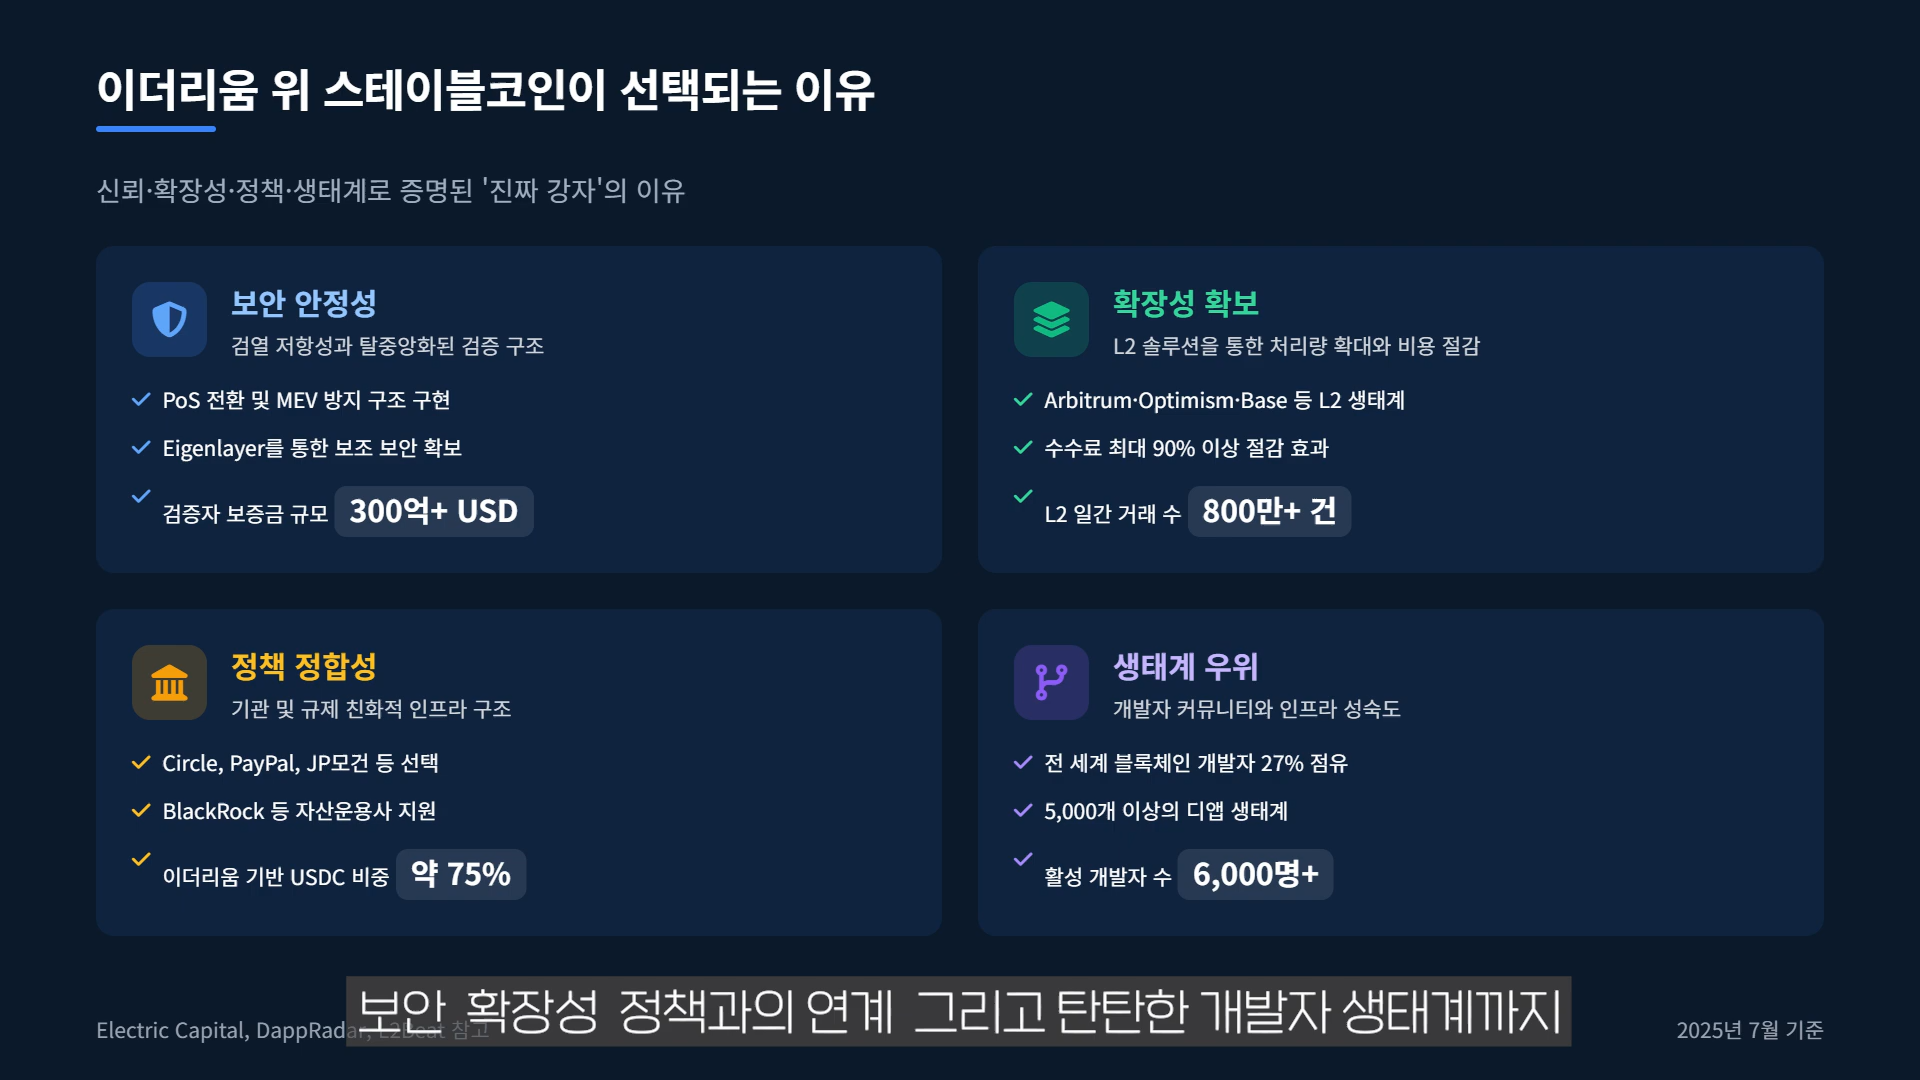 이더리움 위 스테이블코인이 선택되는 이유
신뢰·확장성·정책·생태계로 증명된 '진짜 강자'의 이유
보안 안정성
검열 저항성과 탈중앙화된 검증 구조
PoS 전환 및 MEV 방지 구조 구현
Eigenlayer를 통한 보조 보안 확보
검증자 보증금 규모 300억+ USD
확장성 확보
L2 솔루션을 통한 처리량 확대와 비용 절감
Arbitrum·Optimism·Base 등 L2 생태계
수수료 최대 90% 이상 절감 효과
L2 일간 거래 수 800만+ 건
정책 정합성
기관 및 규제 친화적 인프라 구조
Circle, PayPal, JP모건 등 선택
BlackRock 등 자산운용사 지원
이더리움 기반 USDC 비중 약 75%
생태계 우위
개발자 커뮤니티와 인프라 성숙도
전 세계 블록체인 개발자 27% 점유
5,000개 이상의 디앱 생태계
활성 개발자 수 6,000명+
보안 확장성 정책과의 연계 그리고 탄탄한 개발자 생태계까지
Electric Capital, DappRadar, L2Beat 참고
2025년 7월 기준